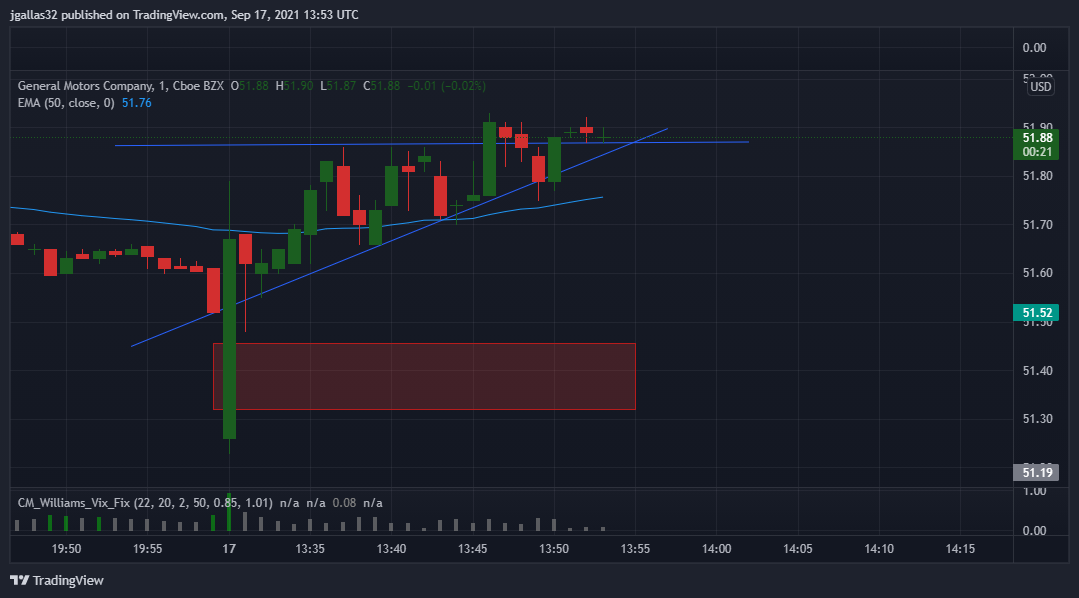 jgallas32 published on TradingView.com, Sep 17, 2021 13:53 UTC
0.00
General Motors Company, 1, Cboe BZX O51.88 H51.90 L51.87 C51.88 −0.01 (−0.02%)
USD
EMA (50, close, 0) 51.76
51.90
51.88
00:21
51.80
51.70
51.60
51.52
51.50
51.40
51.30
51.19
CM_Williams_Vix_Fix (22, 20, 2, 50, 0.85, 1.01) n/a n/a 0.08 n/a
1.00
0.00
19:50 19:55 17 13:35 13:40 13:45 13:50 13:55 14:00 14:05 14:10 14:15
TradingView